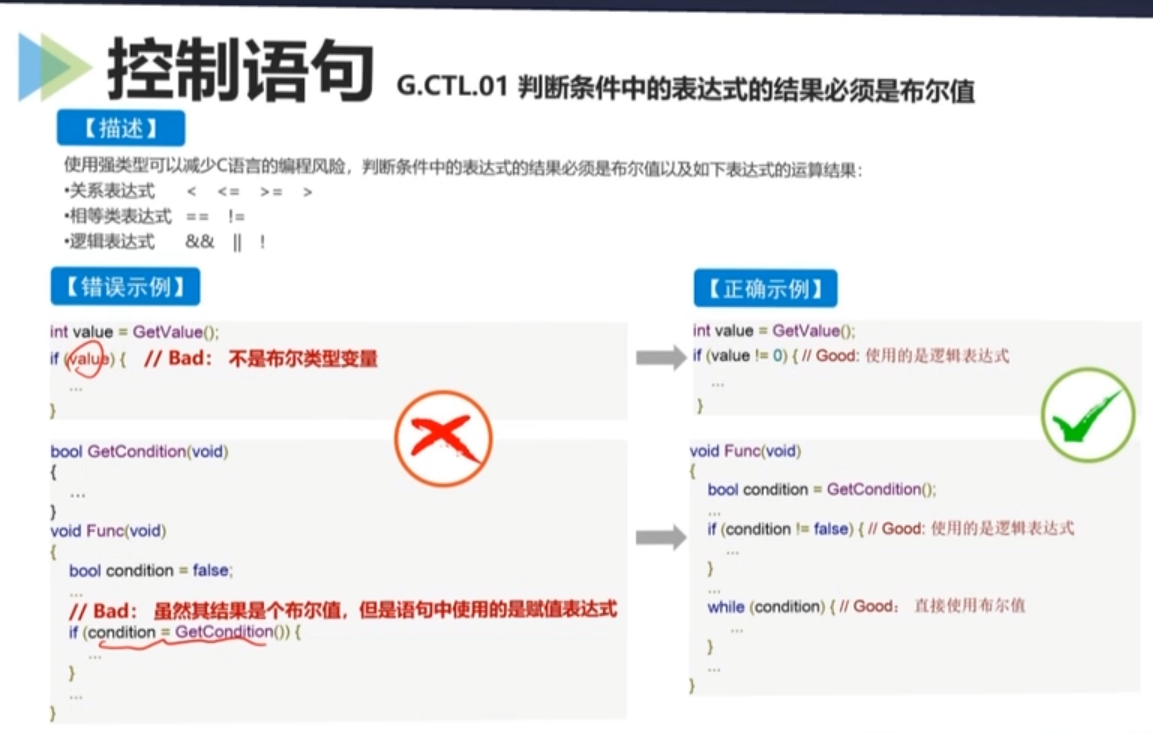 控制语句 G.CTL.01 判断条件中的表达式的结果必须是布尔值
【描述】
使用强类型可以减少C语言的编程风险，判断条件中的表达式的结果必须是布尔值以及如下表达式的运算结果：
•关系表达式 < <= >= >
•相等类表达式 == !=
•逻辑表达式 && || !
【错误示例】
int value = GetValue();
if (value) { // Bad： 不是布尔类型变量
...
}
bool GetCondition(void)
{
...
}
void Func(void)
{
bool condition = false;
...
// Bad： 虽然其结果是个布尔值，但是语句中使用的是赋值表达式
if (condition = GetCondition()) {
...
}
...
}
【正确示例】
int value = GetValue();
if (value != 0) { // Good: 使用的是逻辑表达式
...
}
void Func(void)
{
bool condition = GetCondition();
...
if (condition != false) { // Good: 使用的是逻辑表达式
...
}
...
while (condition) { // Good： 直接使用布尔值
...
}
...
}